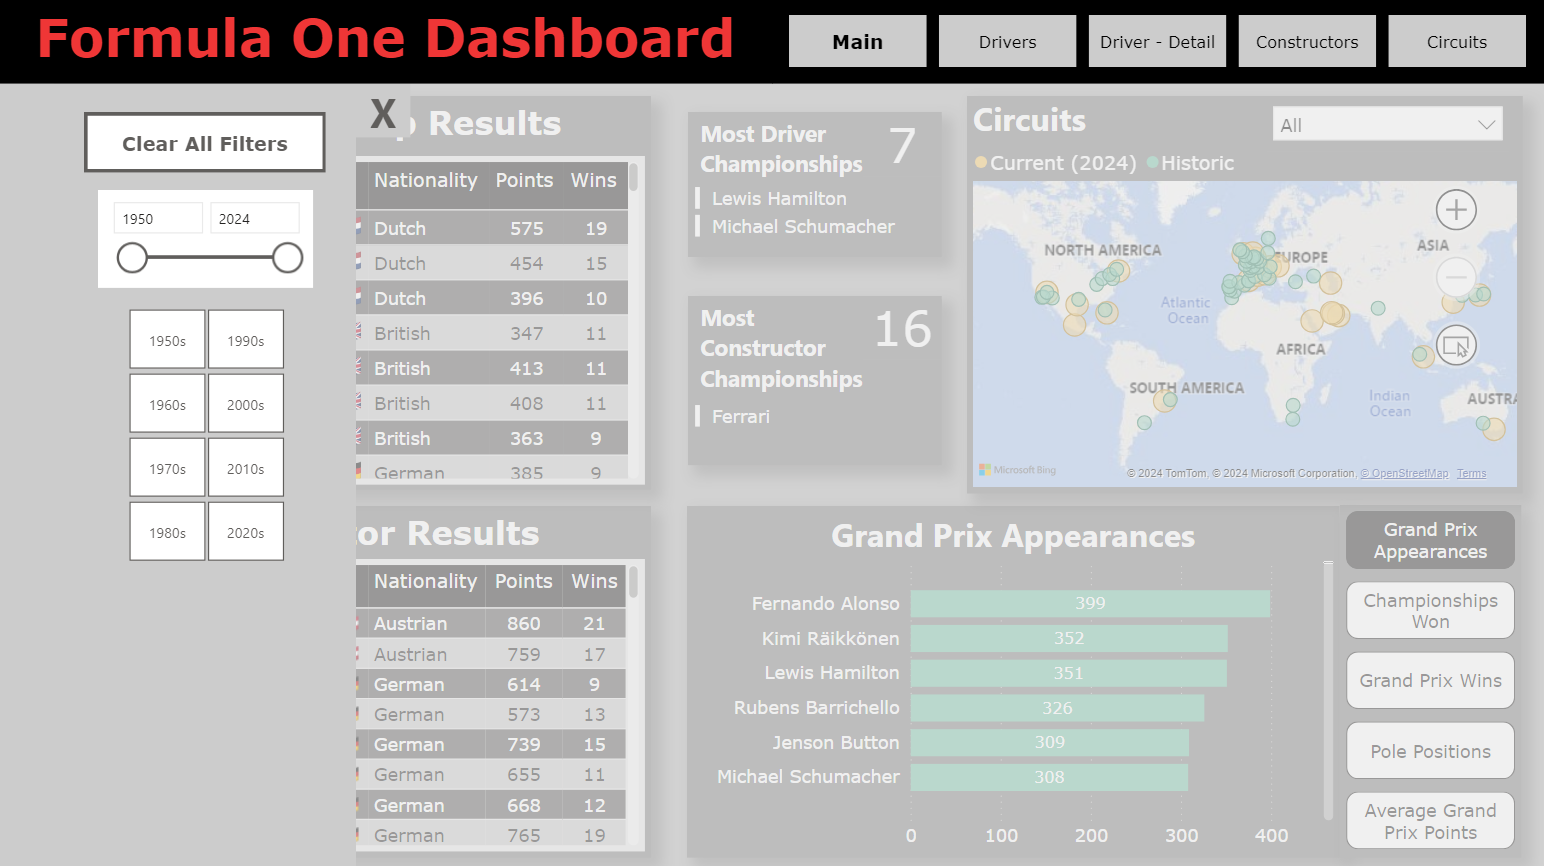 Formula One Dashboard
Main
Drivers
Driver - Detail
Constructors
Circuits
Clear All Filters
1950
2024
1950s
1990s
1960s
2000s
1970s
2010s
1980s
2020s
X
Results
Nationality Points Wins
Dutch 575 19
Dutch 454 15
Dutch 396 10
British 347 11
British 413 11
British 408 11
British 363 9
German 385 9
or Results
Nationality Points Wins
Austrian 860 21
Austrian 759 17
German 614 9
German 573 13
German 739 15
German 655 11
German 668 12
German 765 19
Most Driver
Championships
7
Lewis Hamilton
Michael Schumacher
Most
Constructor
Championships
16
Ferrari
Circuits
All
Current (2024) Historic
NORTH AMERICA
EUROPE
ASIA
Atlantic
Ocean
AFRICA
SOUTH AMERICA
Indian
Ocean
AUSTRA
Microsoft Bing
© 2024 TomTom, © 2024 Microsoft Corporation, © OpenStreetMap Terms
Grand Prix Appearances
Fernando Alonso 399
Kimi Räikkönen 352
Lewis Hamilton 351
Rubens Barrichello 326
Jenson Button 309
Michael Schumacher 308
0 100 200 300 400
Grand Prix
Appearances
Championships
Won
Grand Prix Wins
Pole Positions
Average Grand
Prix Points